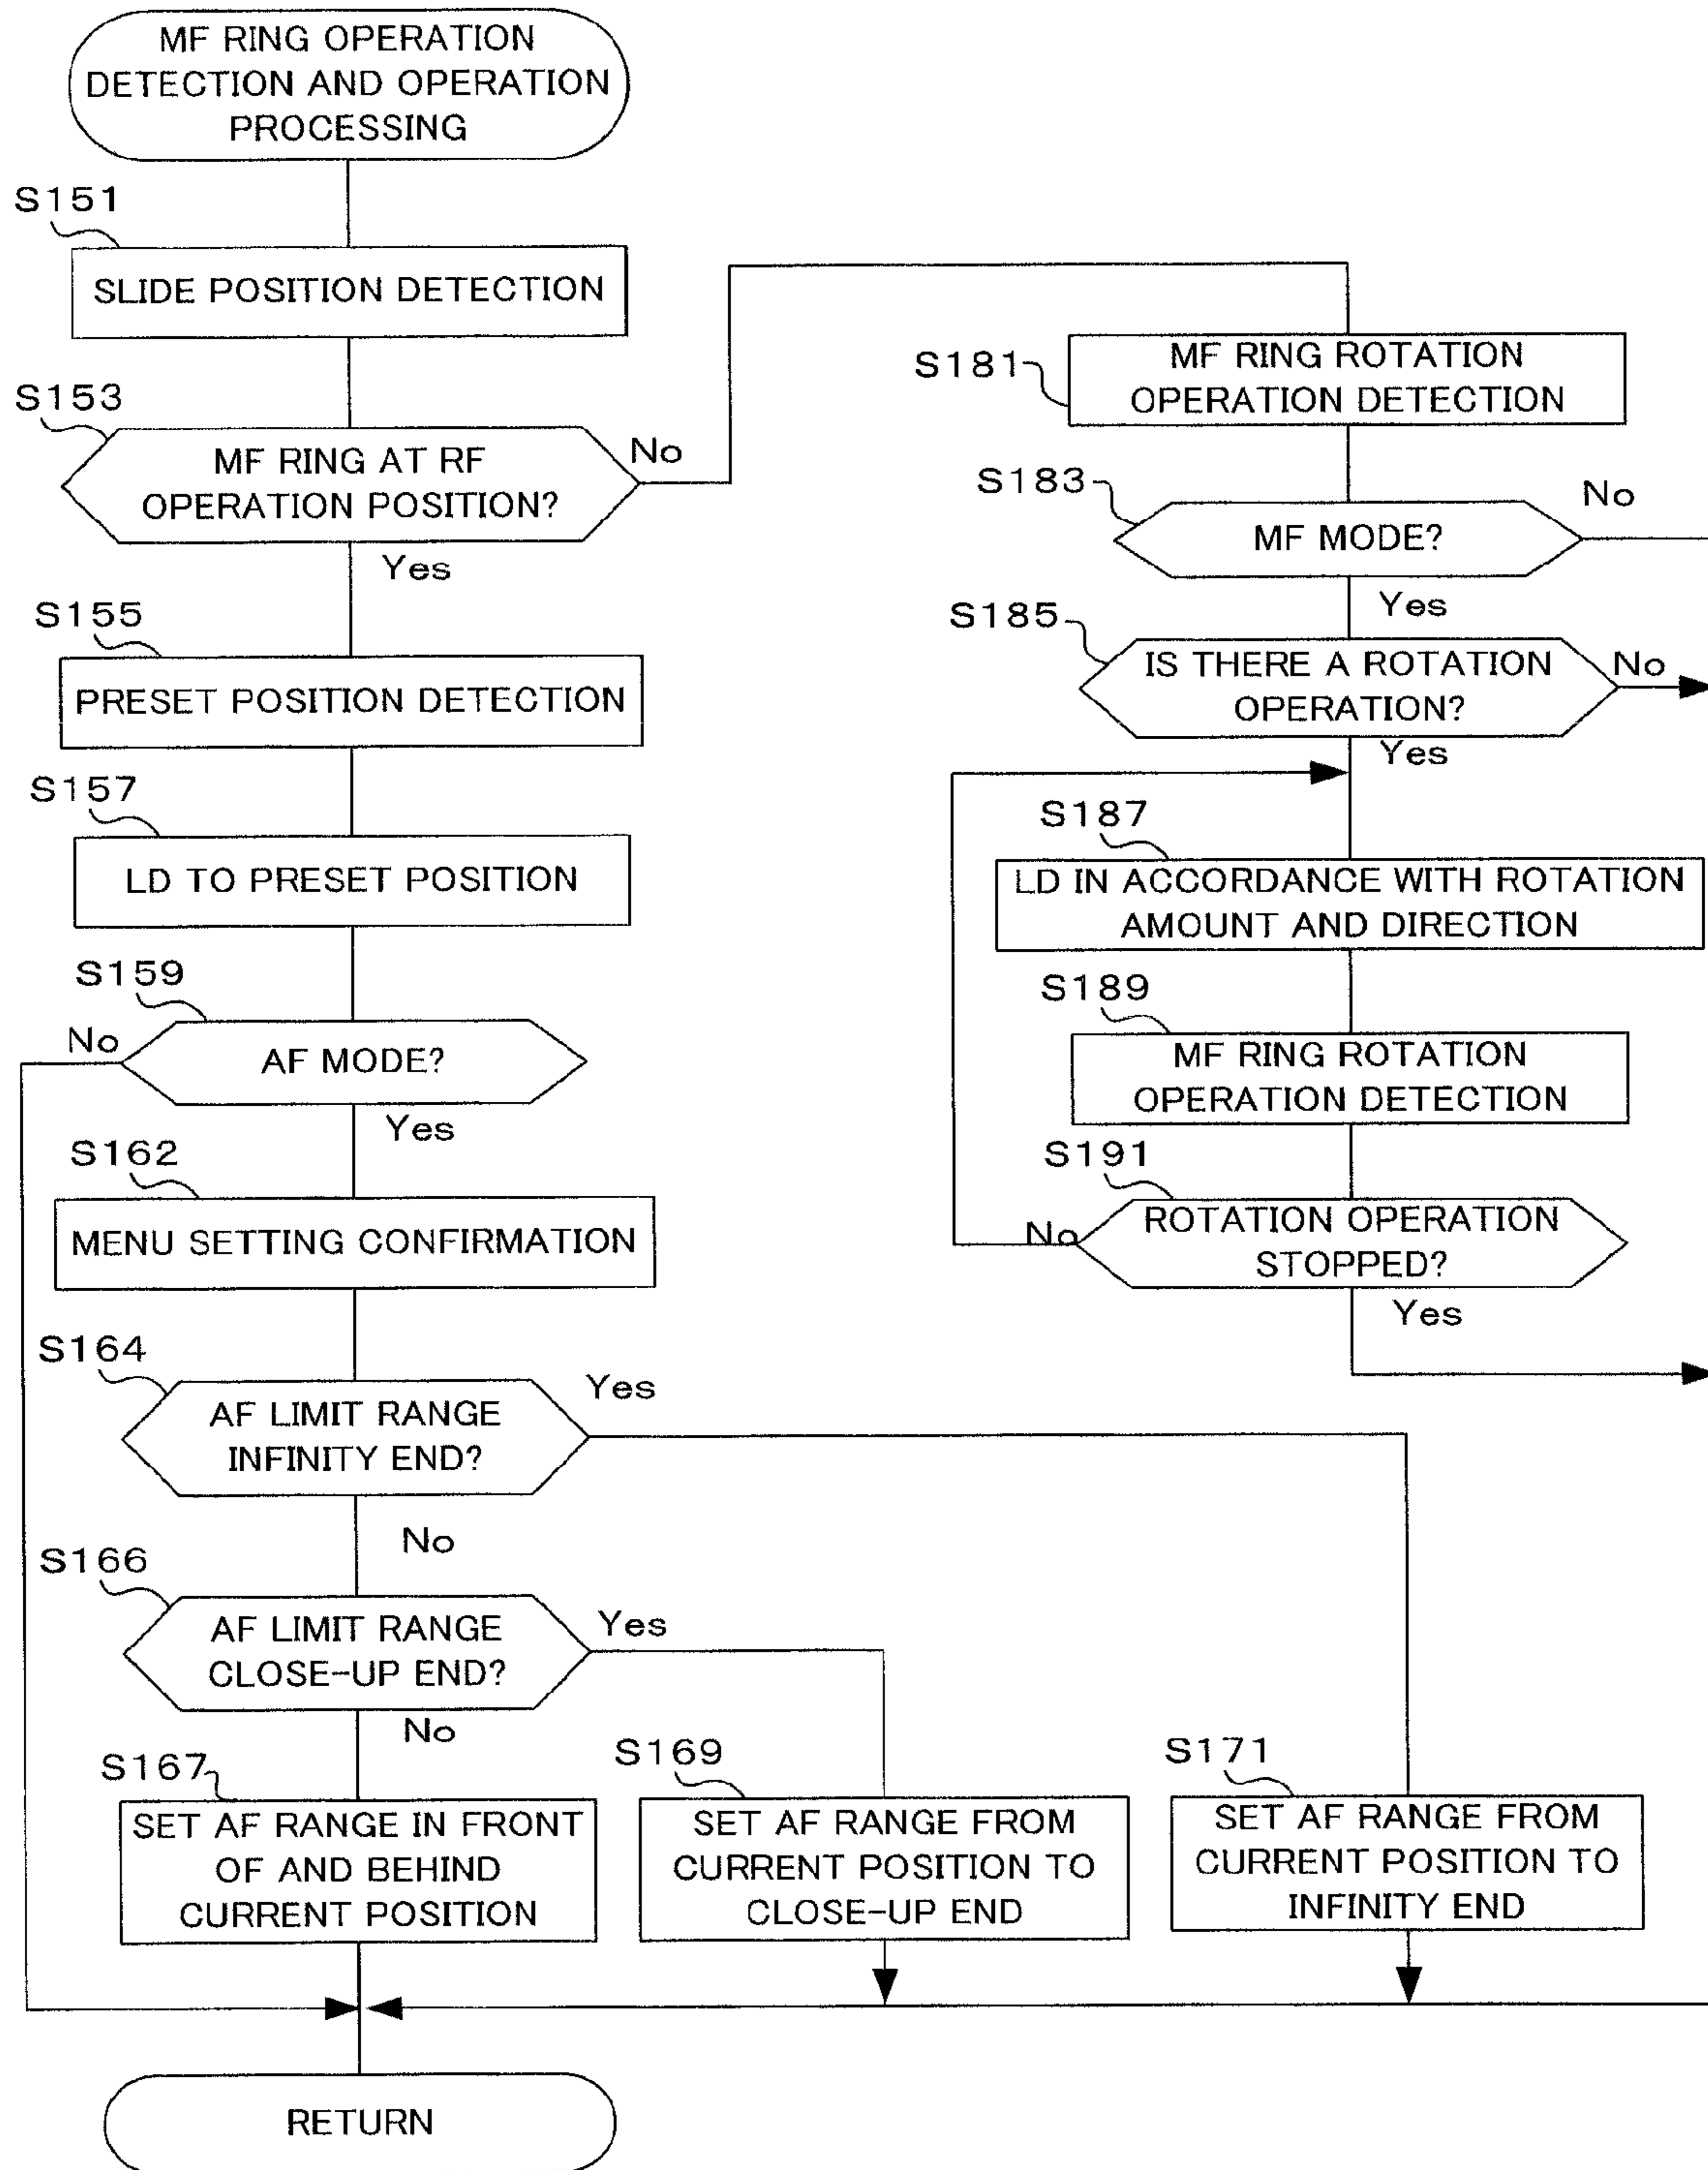 MF RING OPERATION
DETECTION AND OPERATION
PROCESSING
S151
SLIDE POSITION DETECTION
S153
MF RING AT RF
OPERATION POSITION?
No
Yes
S155
PRESET POSITION DETECTION
S157
LD TO PRESET POSITION
S159
No
AF MODE?
Yes
S162
MENU SETTING CONFIRMATION
S164
AF LIMIT RANGE
INFINITY END?
Yes
No
S166
AF LIMIT RANGE
CLOSE-UP END?
Yes
No
S167
SET AF RANGE IN FRONT
OF AND BEHIND
CURRENT POSITION
S169
SET AF RANGE FROM
CURRENT POSITION TO
CLOSE-UP END
S171
SET AF RANGE FROM
CURRENT POSITION TO
INFINITY END
S181
MF RING ROTATION
OPERATION DETECTION
S183
MF MODE?
No
Yes
S185
IS THERE A ROTATION
OPERATION?
No
Yes
S187
LD IN ACCORDANCE WITH ROTATION
AMOUNT AND DIRECTION
S189
MF RING ROTATION
OPERATION DETECTION
S191
ROTATION OPERATION
STOPPED?
No
Yes
RETURN